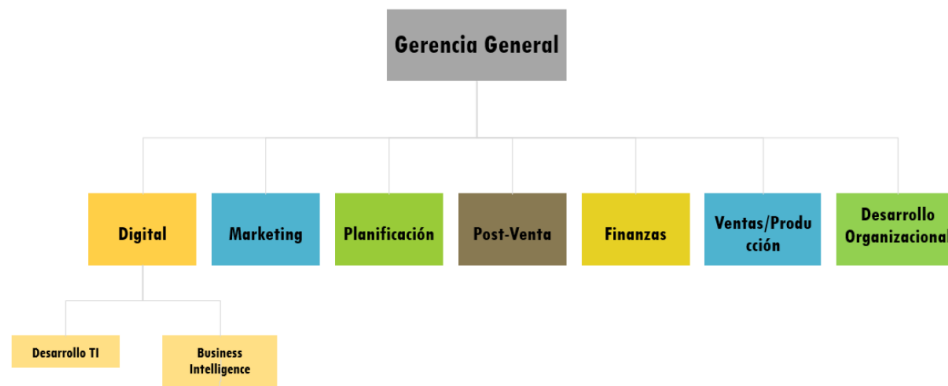 Gerencia General
Digital
Marketing
Planificación
Post-Venta
Finanzas
Ventas/Produ
cción
Desarrollo
Organizacional
Desarrollo TI
Business
Intelligence